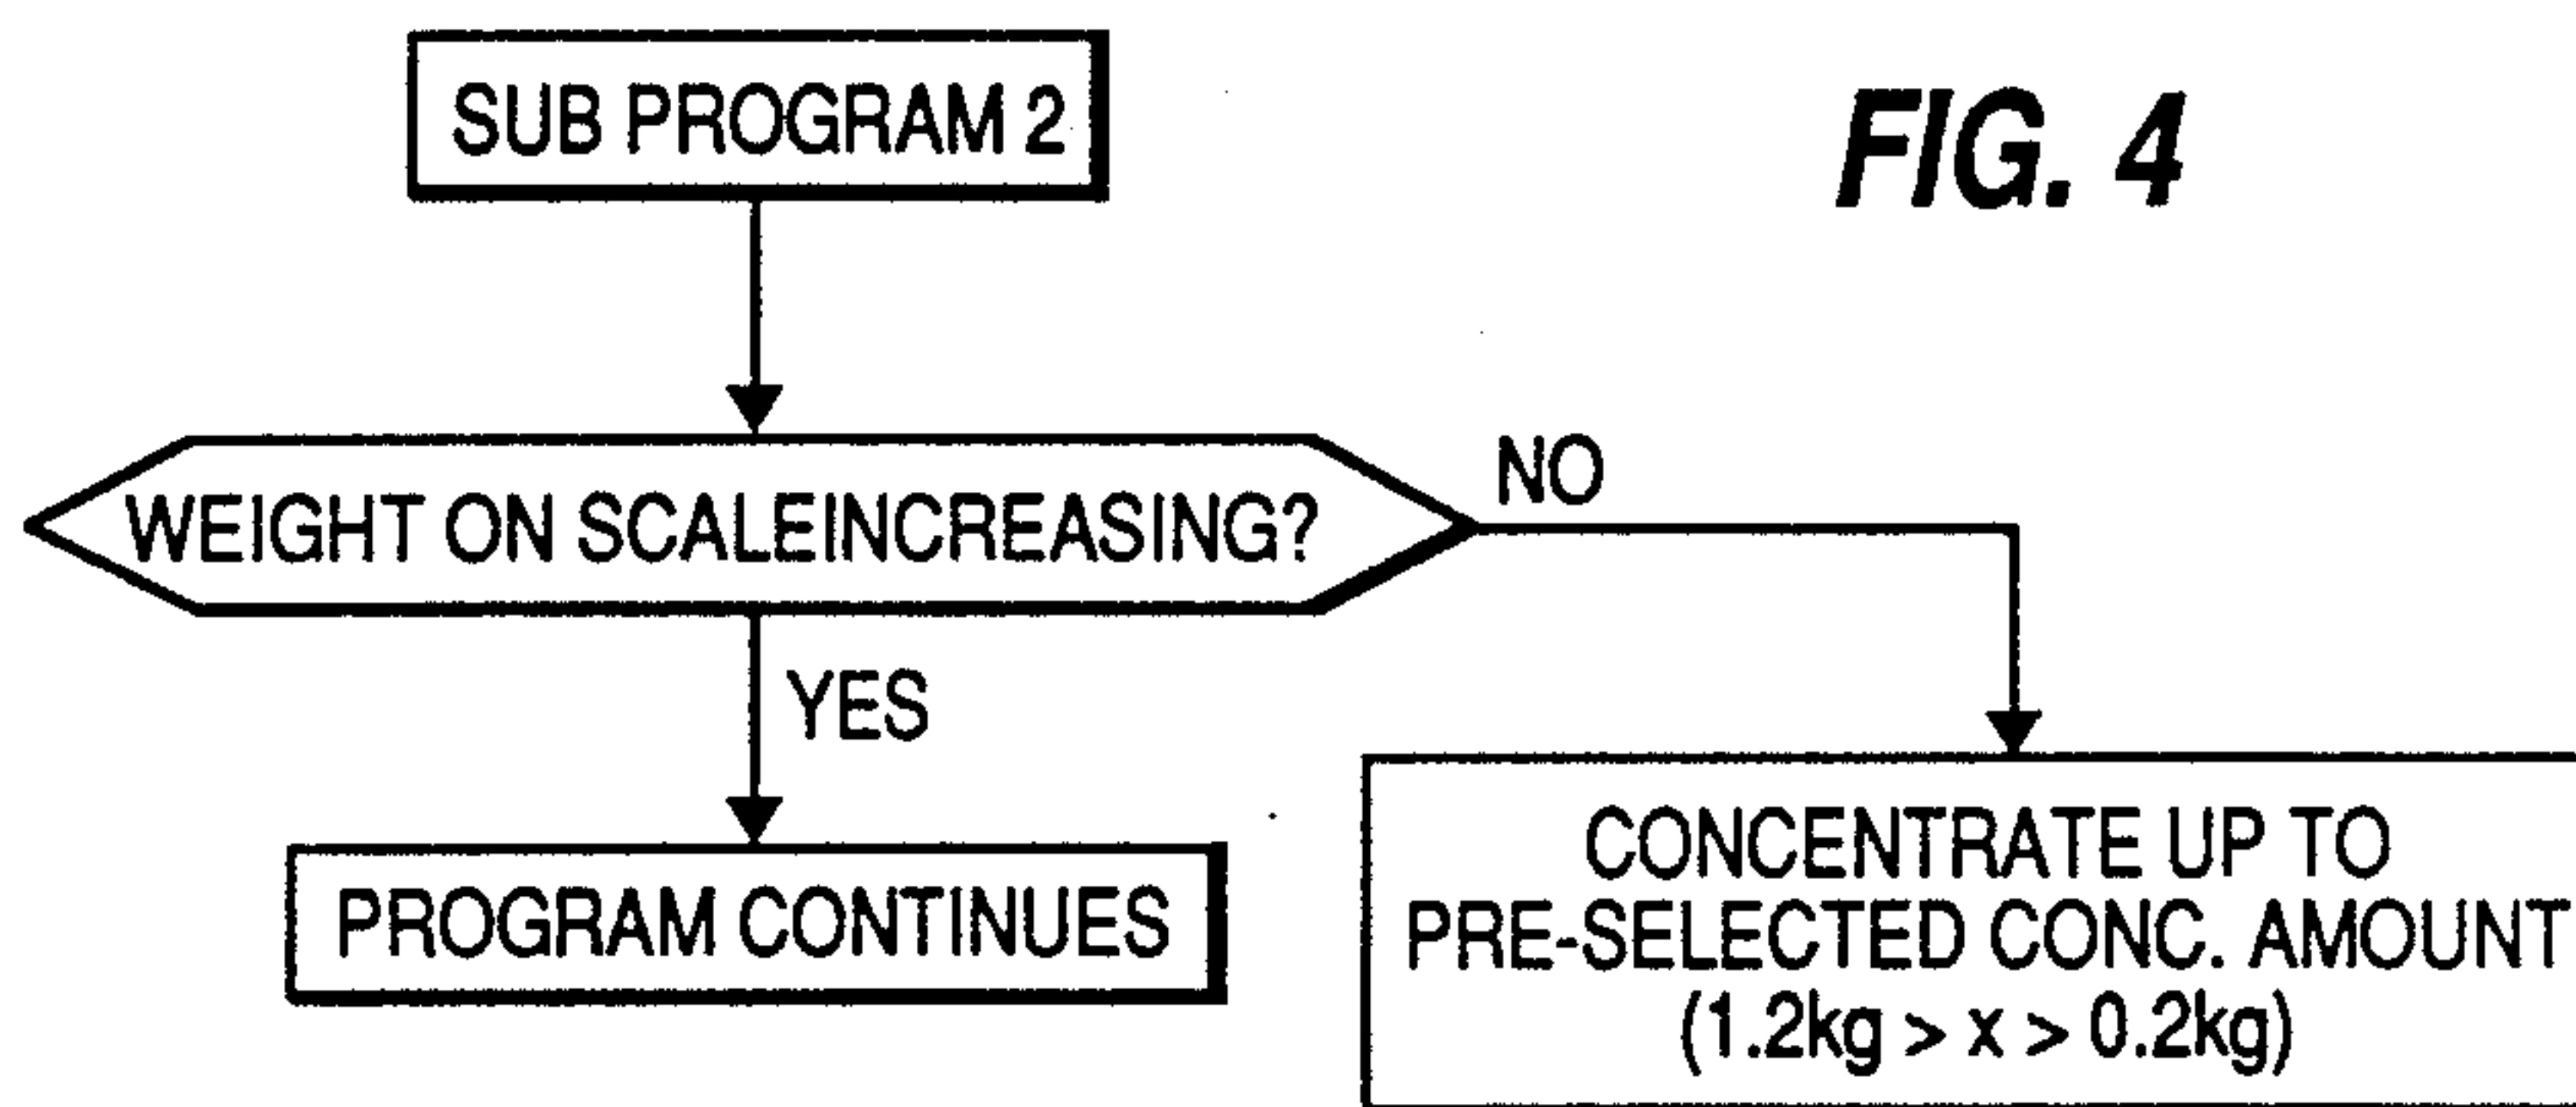 SUB PROGRAM 2
FIG. 4
WEIGHT ON SCALEINCREASING?
NO
YES
PROGRAM CONTINUES
CONCENTRATE UP TO
PRE-SELECTED CONC. AMOUNT
(1.2kg > x > 0.2kg)